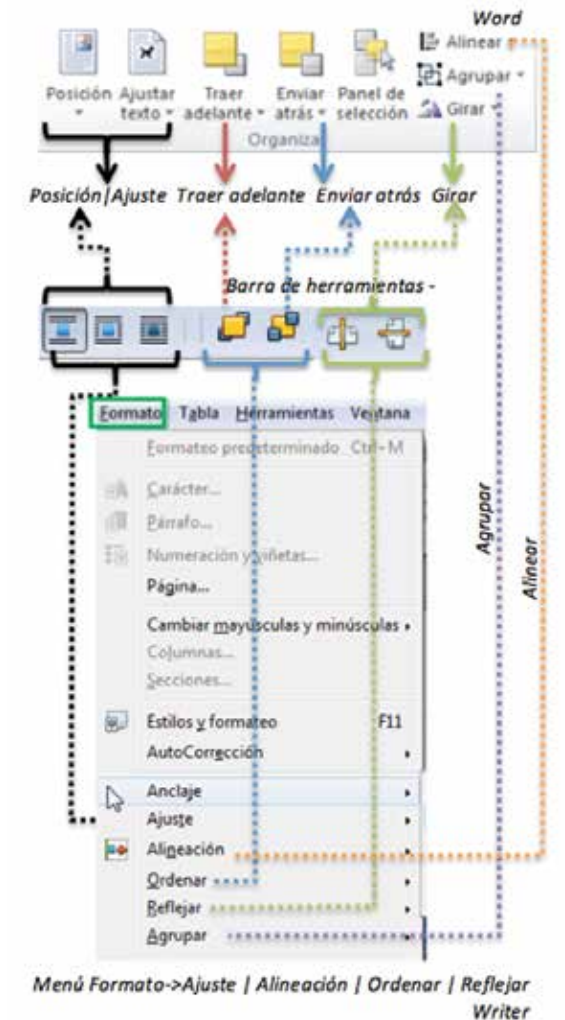 Word
Posición Ajustar texto Traer adelante Enviar atrás Panel de selección
Alinear
Agrupar
Girar
Organizar
Posición|Ajuste Traer adelante Enviar atrás Girar
Barra de herramientas -
Formato Tabla Herramientas Ventana
Formateo predeterminado Ctrl+M
Carácter...
Párrafo...
Numeración y viñetas...
Página...
Cambiar mayúsculas y minúsculas
Columnas...
Secciones...
Estilos y formateo F11
AutoCorrección
Anclaje
Ajuste
Alineación
Ordenar
Reflejar
Agrupar
Agrupar
Alinear
Menú Formato->Ajuste | Alineación | Ordenar | Reflejar
Writer